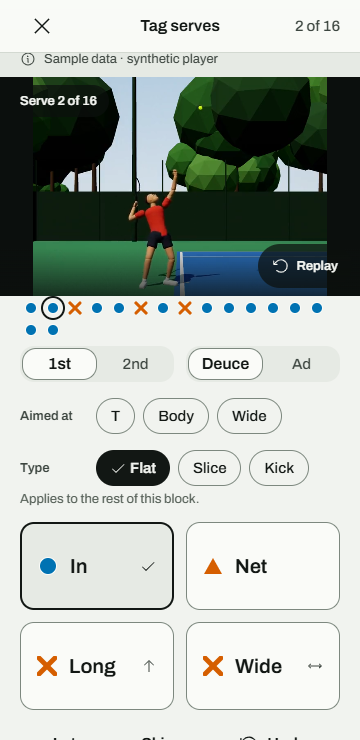 Tag serves
2 of 16
Sample data · synthetic player
Serve 2 of 16
Replay
1st 2nd Deuce Ad
Aimed at T Body Wide
Type Flat Slice Kick
Applies to the rest of this block.
In Net
Long Wide